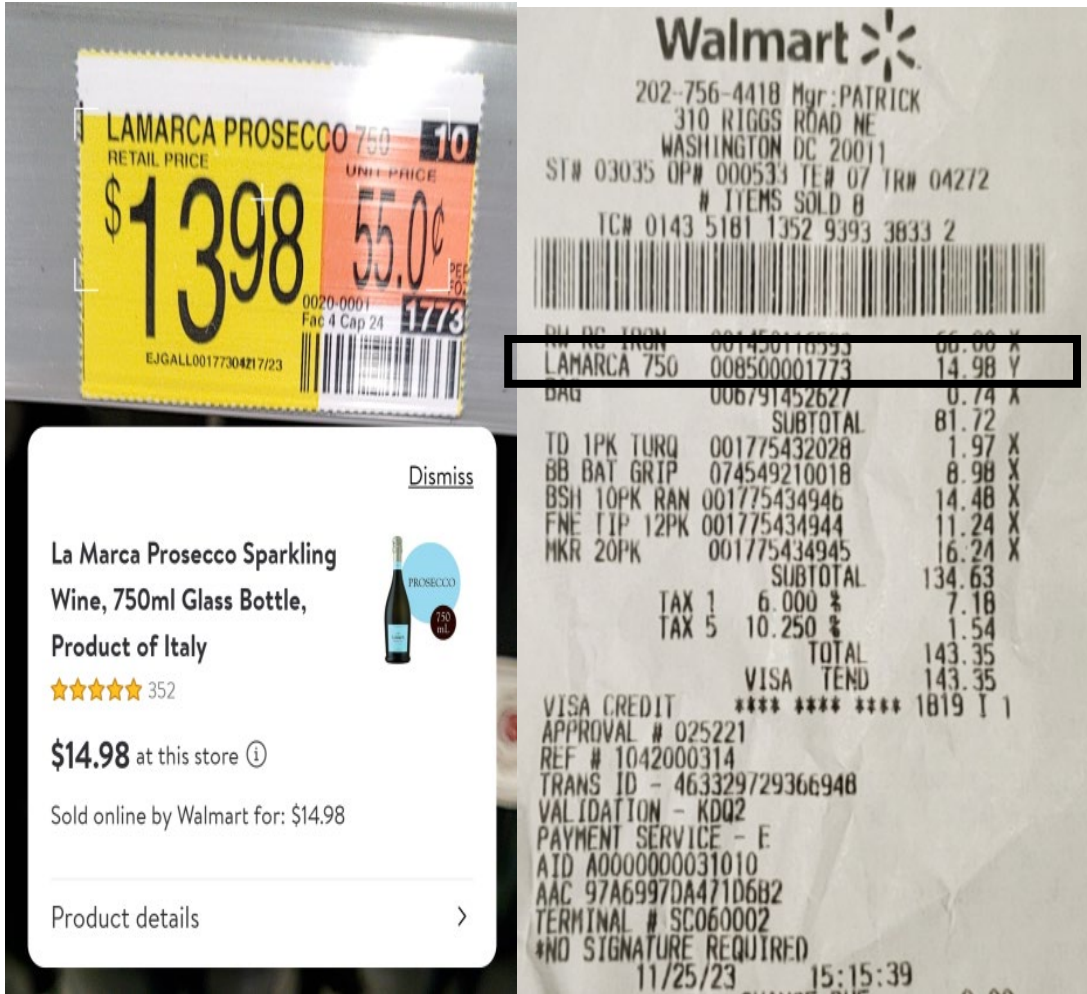 LAMARCA PROSECCO 750 10
RETAIL PRICE
UNIT PRICE
$1398
55.0¢
PER
FOZ
0020-0001
Fac 4 Cap 24
1773
Dismiss
La Marca Prosecco Sparkling
Wine, 750ml Glass Bottle,
Product of Italy
PROSECCO
750
mL
352
$14.98 at this store
Sold online by Walmart for: $14.98
Product details
Walmart
202-756-4418 Mgr:PATRICK
310 RIGGS ROAD NE
WASHINGTON DC 20011
ST# 03035 OP# 000533 TE# 07 TR# 04272
# ITEMS SOLD 8
TC# 0143 5181 1352 9393 3833 2
RW RG IRON 001450116593 66.00 X
LAMARCA 750 008500001773 14.98 Y
BAG 006791452627 0.74 X
SUBTOTAL 81.72
TD 1PK TURQ 001775432028 1.97 X
BB BAT GRIP 074549210018 8.98 X
BSH 10PK RAN 001775434946 14.48 X
FNE TIP 12PK 001775434944 11.24 X
MKR 20PK 001775434945 16.24 X
SUBTOTAL 134.63
TAX 1 6.000 % 7.18
TAX 5 10.250 % 1.54
TOTAL 143.35
VISA TEND 143.35
VISA CREDIT **** **** **** 1819 I 1
APPROVAL # 025221
REF # 1042000314
TRANS ID - 463329729366948
VALIDATION - KDQ2
PAYMENT SERVICE - E
AID A0000000031010
AAC 97A6997DA471D6B2
TERMINAL # SC060002
*NO SIGNATURE REQUIRED
11/25/23 15:15:39